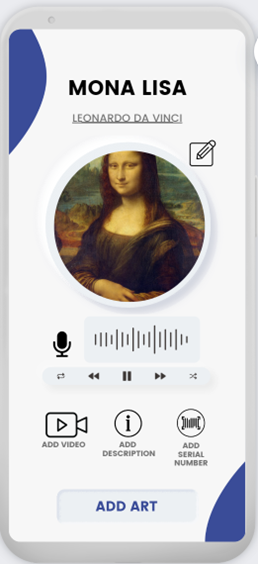 MONA LISA
LEONARDO DA VINCI
ADD VIDEO
ADD
DESCRIPTION
ADD
SERIAL
NUMBER
ADD ART